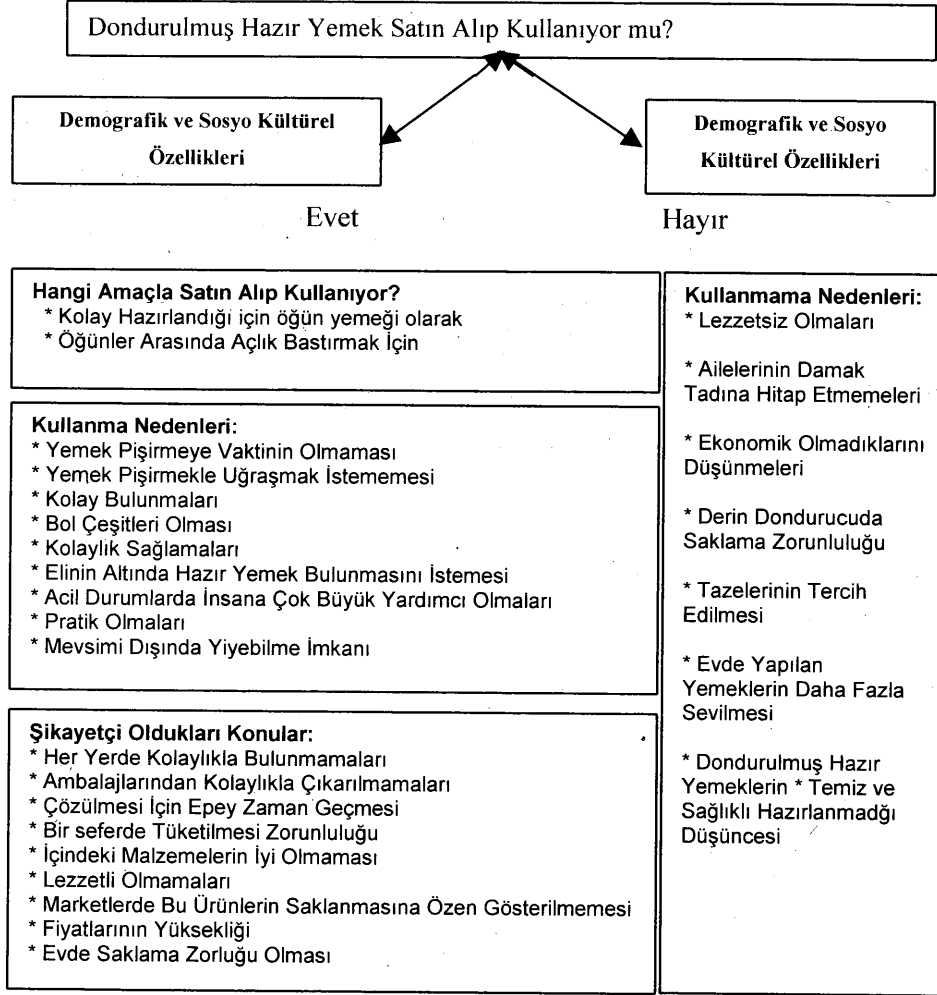 Dondurulmuş Hazır Yemek Satın Alıp Kullanıyor mu?
Demografik ve Sosyo Kültürel
Özellikleri
Demografik ve Sosyo
Kültürel Özellikleri
Evet
Hayır
Hangi Amaçla Satın Alıp Kullanıyor?
* Kolay Hazırlandığı için öğün yemeği olarak
* Öğünler Arasında Açlık Bastırmak İçin
Kullanma Nedenleri:
* Yemek Pişirmeye Vaktinin Olmaması
* Yemek Pişirmekle Uğraşmak İstememesi
* Kolay Bulunmaları
* Bol Çeşitleri Olması
* Kolaylık Sağlamaları
* Elinin Altında Hazır Yemek Bulunmasını İstemesi
* Acil Durumlarda İnsana Çok Büyük Yardımcı Olmaları
* Pratik Olmaları
* Mevsimi Dışında Yiyebilme İmkanı
Şikayetçi Oldukları Konular:
* Her Yerde Kolaylıkla Bulunmamaları
* Ambalajlarından Kolaylıkla Çıkarılmamaları
* Çözülmesi İçin Epey Zaman Geçmesi
* Bir seferde Tüketilmesi Zorunluluğu
* İçindeki Malzemelerin İyi Olmaması
* Lezzetli Olmamaları
* Marketlerde Bu Ürünlerin Saklanmasına Özen Gösterilmemesi
* Fiyatlarının Yüksekliği
* Evde Saklama Zorluğu Olması
Kullanmama Nedenleri:
* Lezzetsiz Olmaları
* Ailelerinin Damak
Tadına Hitap Etmemeleri
* Ekonomik Olmadıklarını
Düşünmeleri
* Derin Dondurucuda
Saklama Zorunluluğu
* Tazelerinin Tercih
Edilmesi
* Evde Yapılan
Yemeklerin Daha Fazla
Sevilmesi
* Dondurulmuş Hazır
Yemeklerin * Temiz ve
Sağlıklı Hazırlanmadğı
Düşüncesi